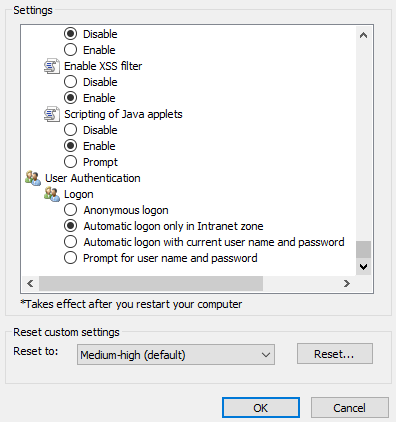 Settings
Disable
Enable
Enable XSS filter
Disable
Enable
Scripting of Java applets
Disable
Enable
Prompt
User Authentication
Logon
Anonymous logon
Automatic logon only in Intranet zone
Automatic logon with current user name and password
Prompt for user name and password
*Takes effect after you restart your computer
Reset custom settings
Reset to: Medium-high (default) Reset...
OK Cancel